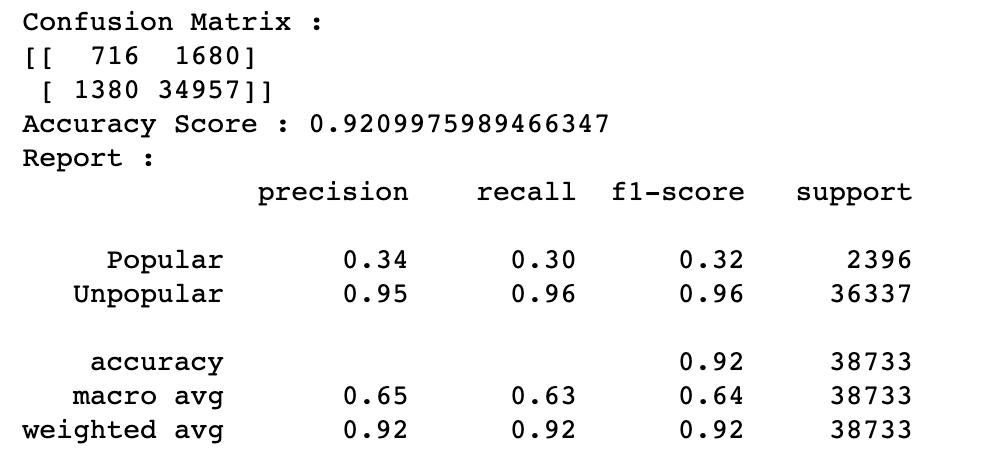 Confusion Matrix :
[[  716  1680]
 [ 1380 34957]]
Accuracy Score : 0.9209975989466347
Report :
              precision    recall  f1-score   support

     Popular       0.34      0.30      0.32      2396
   Unpopular       0.95      0.96      0.96     36337

    accuracy                           0.92     38733
   macro avg       0.65      0.63      0.64     38733
weighted avg       0.92      0.92      0.92     38733